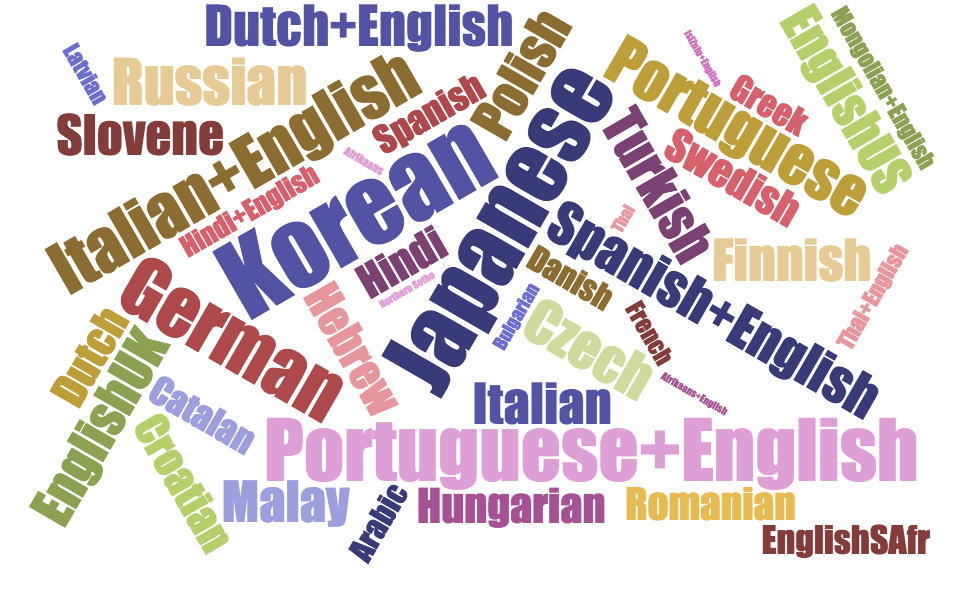 Dutch+English
Polish
Portuguese
IsiZulu+English
Englishus
Mongolian+English
Latvian
Russian
Italian+English
Spanish
Greek
Slovene
Afrikaans
Korean
Japanese
Turkish
Swedish
Hindi+English
Hindi
Thai
Spanish+English
Finnish
German
Northern Sotho
Danish
Thai+English
Hebrew
Bulgarian
Czech
French
Dutch
EnglishUK
Catalan
Afrikaans+English
Italian
Croatian
Portuguese+English
Malay
Arabic
Hungarian
Romanian
EnglishSAfr